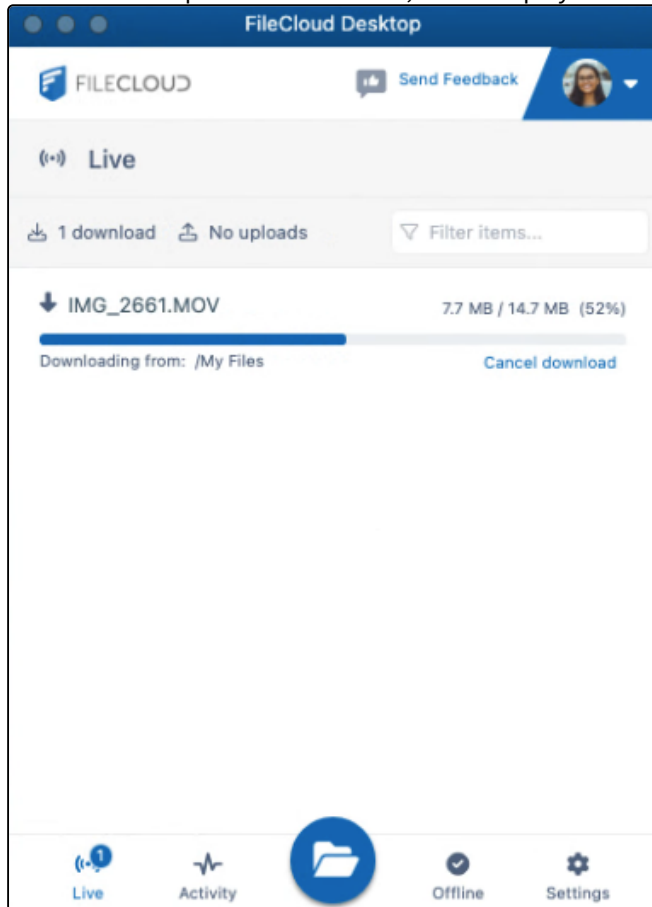 FileCloud Desktop
FILECLOUD
Send Feedback
Live
1 download No uploads Filter items...
IMG_2661.MOV 7.7 MB / 14.7 MB (52%)
Downloading from: /My Files Cancel download
1
Live Activity Offline Settings